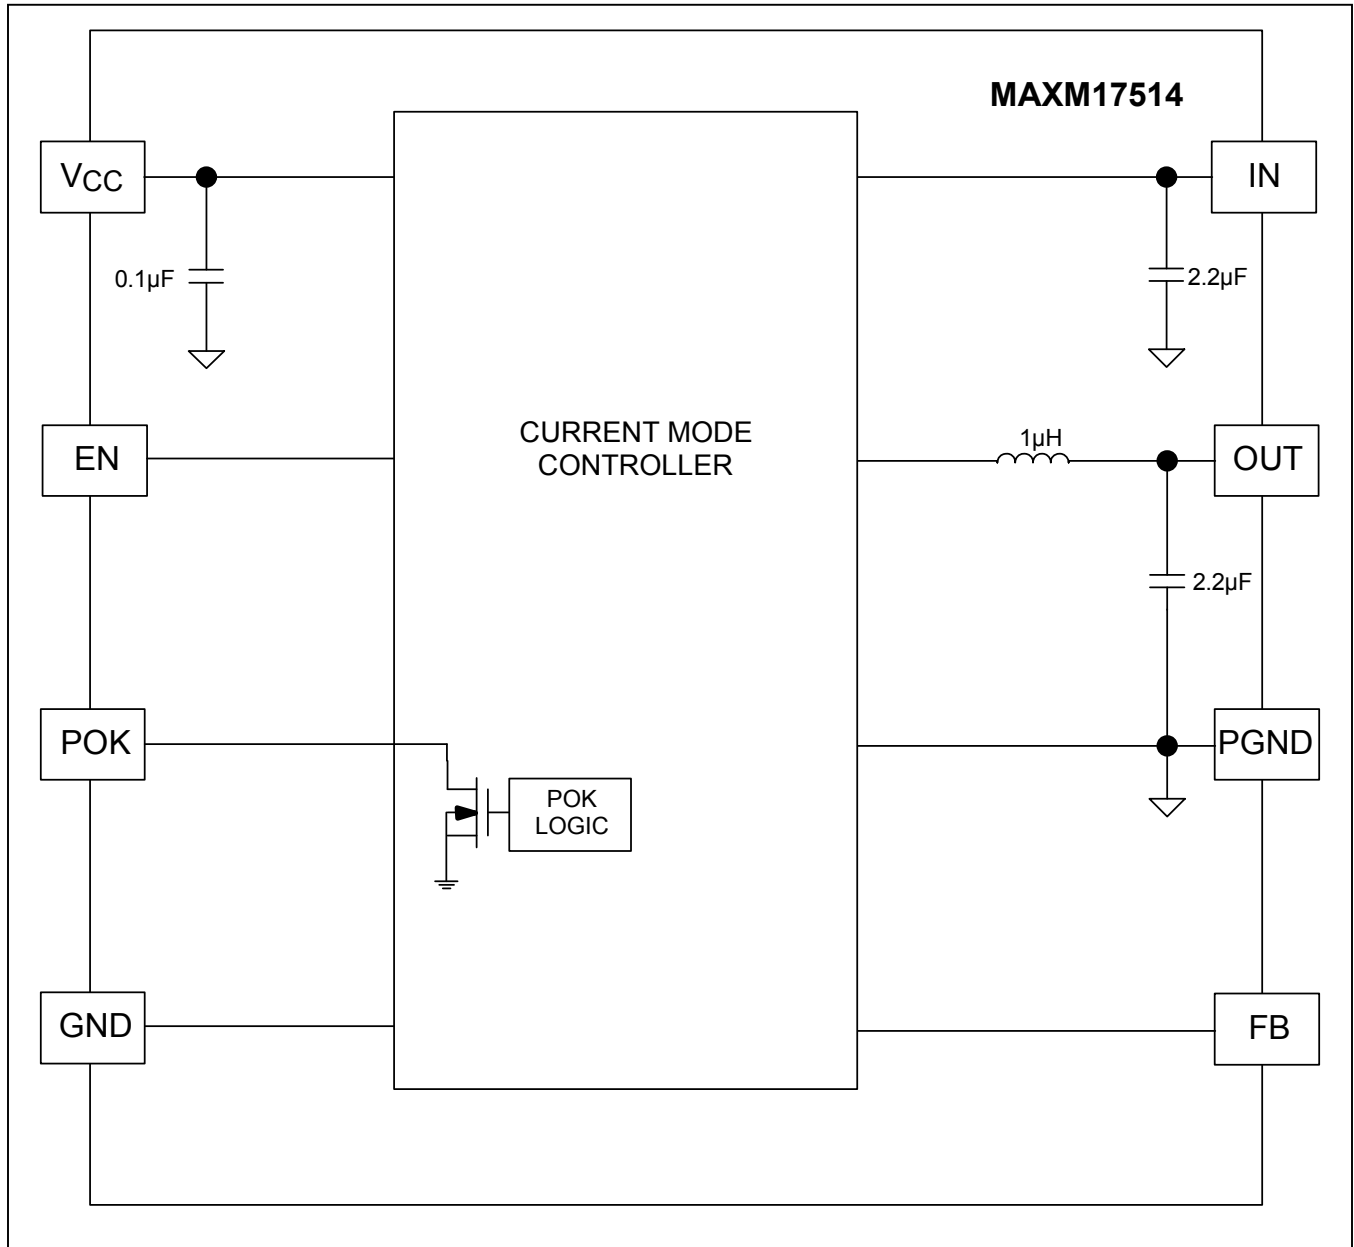 MAXM17514
VCC
IN
0.1µF
2.2µF
CURRENT MODE
CONTROLLER
1µH
EN
OUT
2.2µF
POK
PGND
POK
LOGIC
GND
FB